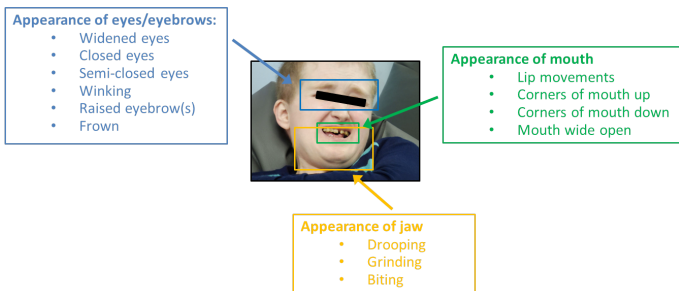 Appearance of eyes/eyebrows:
• Widened eyes
• Closed eyes
• Semi-closed eyes
• Winking
• Raised eyebrow(s)
• Frown
Appearance of mouth
• Lip movements
• Corners of mouth up
• Corners of mouth down
• Mouth wide open
Appearance of jaw
• Drooping
• Grinding
• Biting